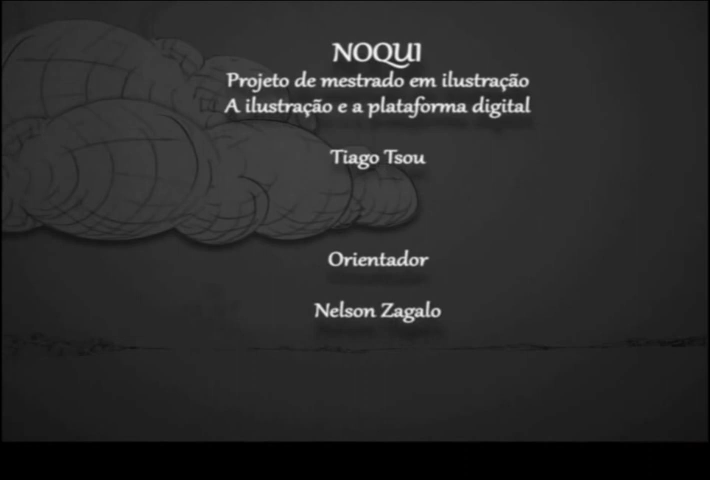 NOQUI
Projeto de mestrado em ilustração
A ilustração e a plataforma digital
Tiago Tsou
Orientador
Nelson Zagalo